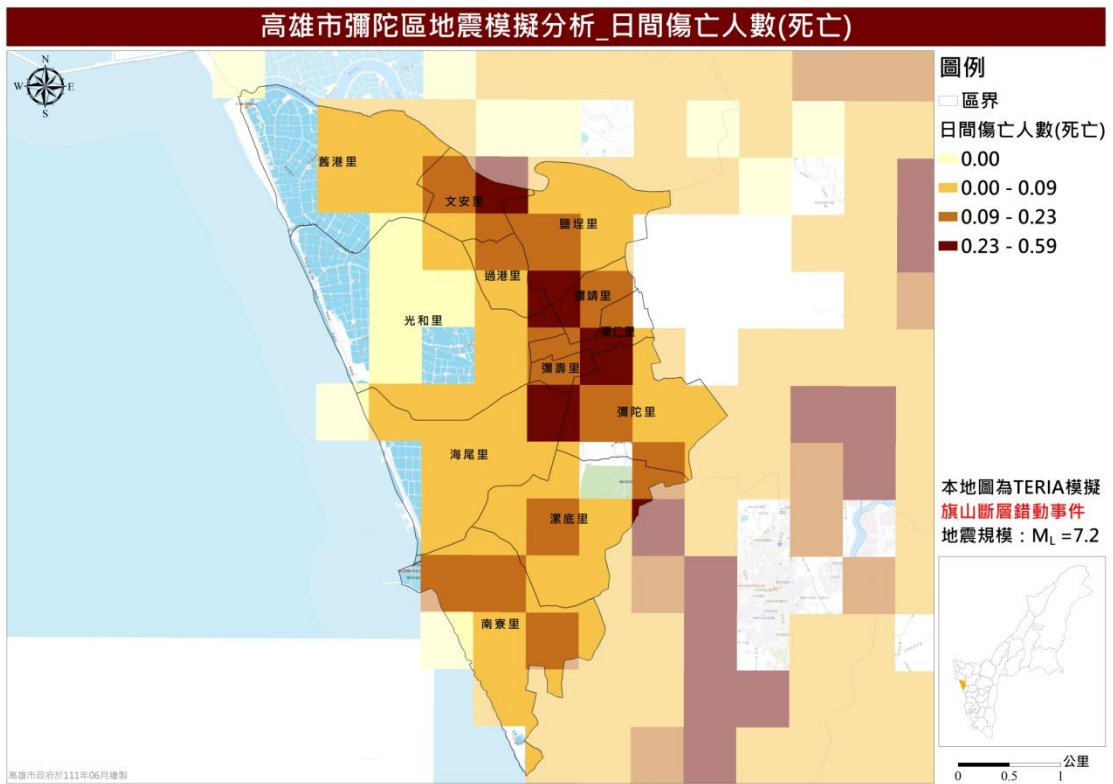 高雄市彌陀區地震模擬分析_日間傷亡人數(死亡)
N
W E
S
舊港里
文安里
鹽埕里
過港里
彌靖里
光和里
彌仁里
彌壽里
彌陀里
海尾里
漯底里
南寮里
圖例
區界
日間傷亡人數(死亡)
0.00
0.00 - 0.09
0.09 - 0.23
0.23 - 0.59
本地圖為TERIA模擬
旗山斷層錯動事件
地震規模：ML =7.2
公里
0 0.5 1
高雄市政府於111年06月繪製